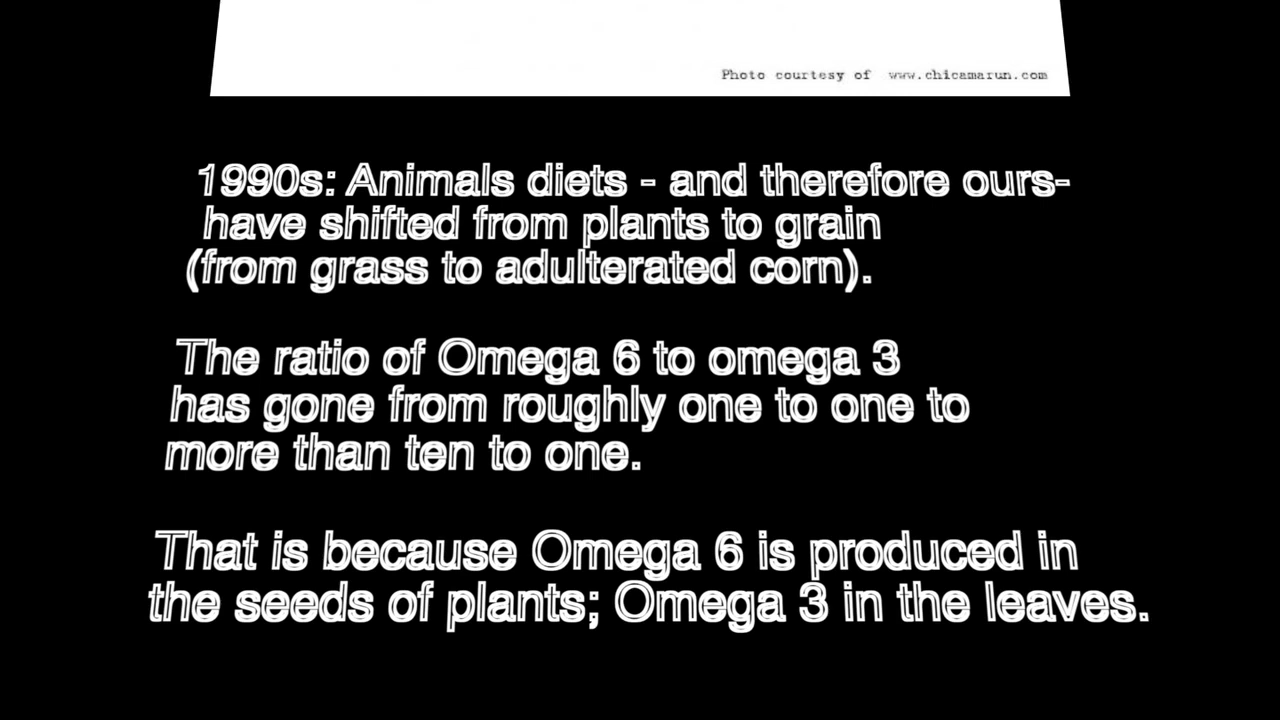 Photo courtesy of www.chicamarun.com
1990s: Animals diets - and therefore ours-
have shifted from plants to grain
(from grass to adulterated corn).
The ratio of Omega 6 to omega 3
has gone from roughly one to one to
more than ten to one.
That is because Omega 6 is produced in
the seeds of plants; Omega 3 in the leaves.